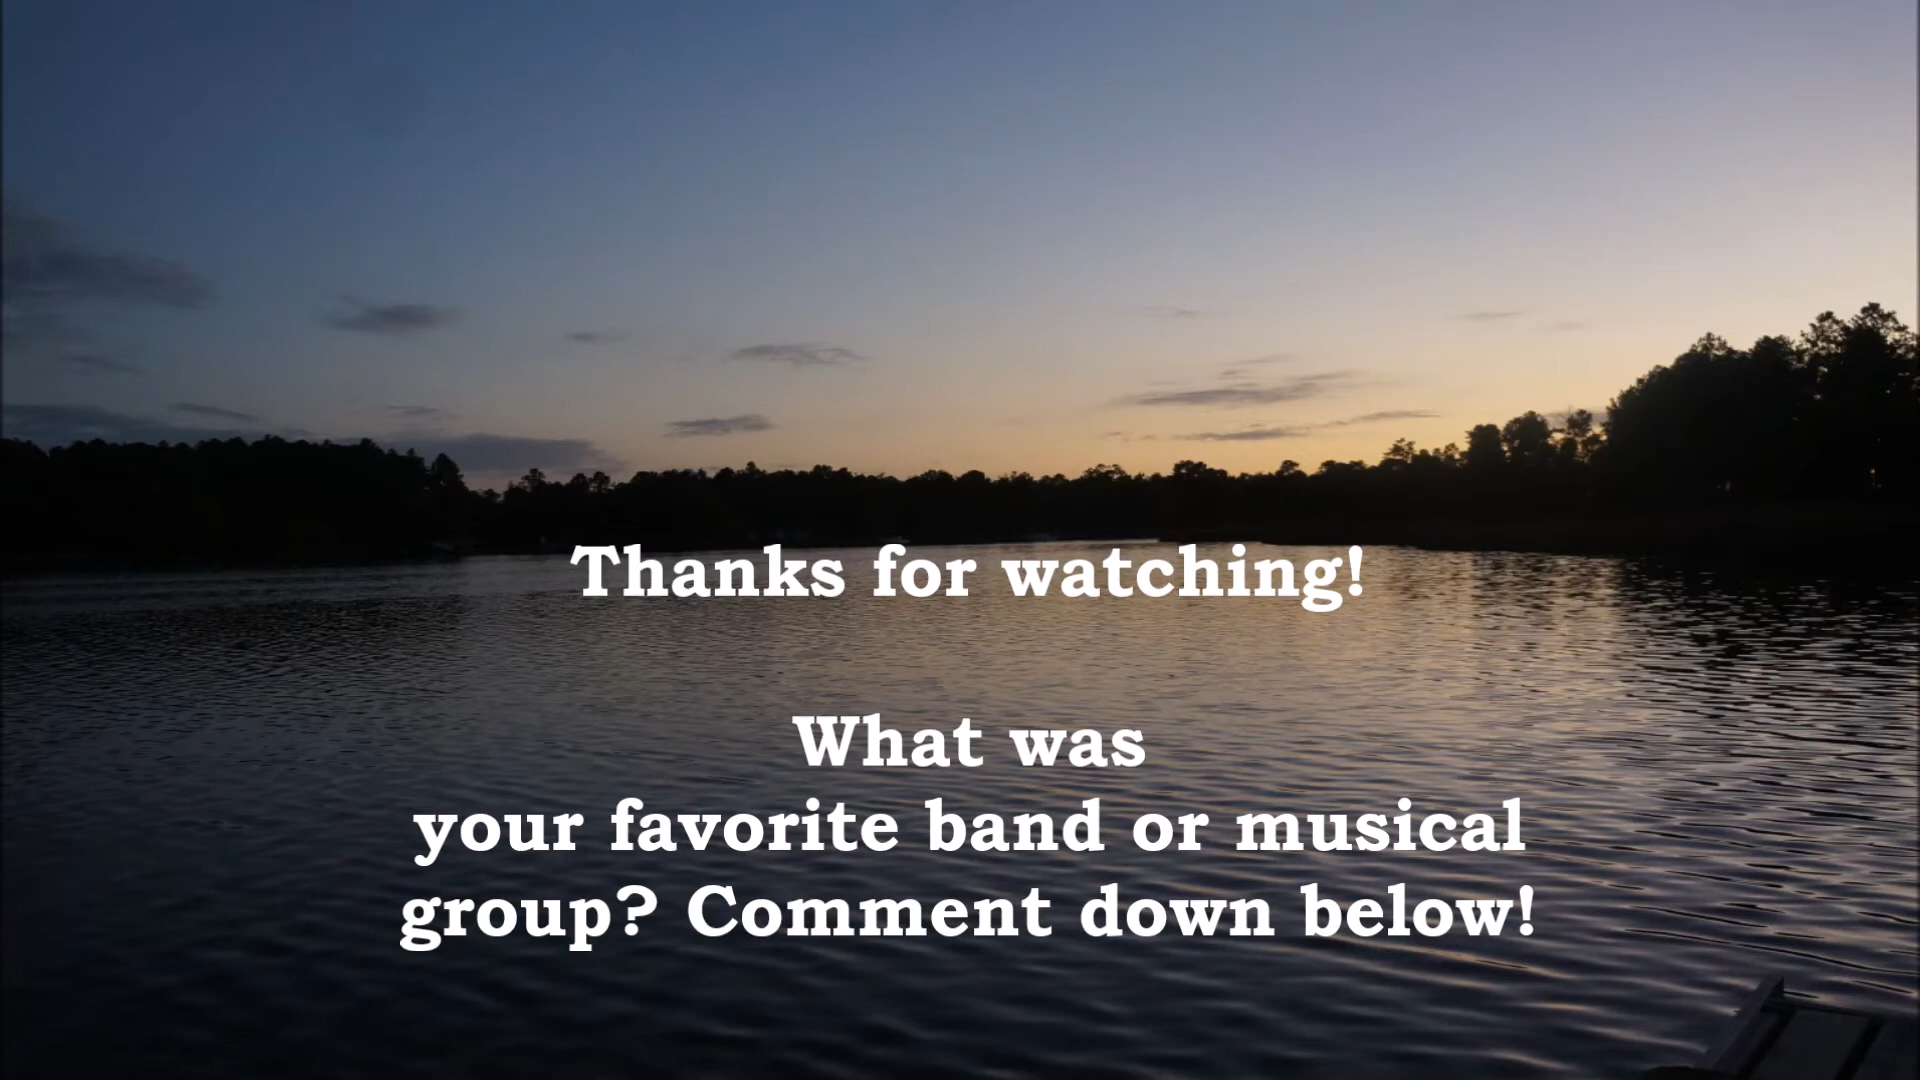 Thanks for watching!
What was
your favorite band or musical
group? Comment down below!